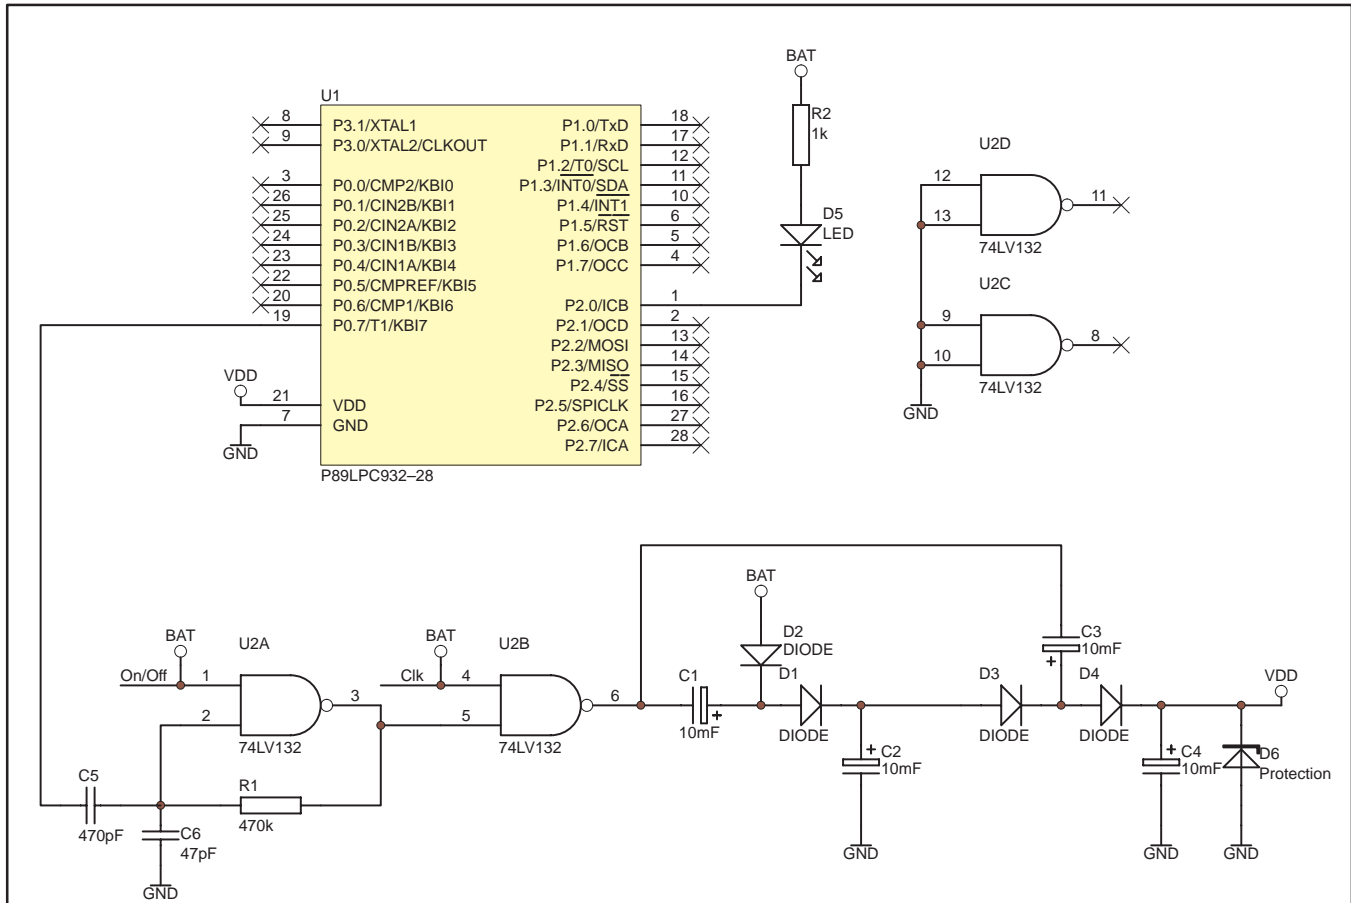 U1
8 P3.1/XTAL1 P1.0/TxD 18
9 P3.0/XTAL2/CLKOUT P1.1/RxD 17
P1.2/T0/SCL 12
3 P0.0/CMP2/KBI0 P1.3/INT0/SDA 11
26 P0.1/CIN2B/KBI1 P1.4/INT1 10
25 P0.2/CIN2A/KBI2 P1.5/RST 6
24 P0.3/CIN1B/KBI3 P1.6/OCB 5
23 P0.4/CIN1A/KBI4 P1.7/OCC 4
22 P0.5/CMPREF/KBI5
20 P0.6/CMP1/KBI6 P2.0/ICB 1
19 P0.7/T1/KBI7 P2.1/OCD 2
P2.2/MOSI 13
P2.3/MISO 14
P2.4/SS 15
VDD
21 VDD P2.5/SPICLK 16
7 GND P2.6/OCA 27
P2.7/ICA 28
GND
P89LPC932–28
BAT
R2
1k
D5
LED
U2D
12
13
11
74LV132
U2C
9
10
8
74LV132
GND
BAT
On/Off
1
2
U2A
3
74LV132
BAT
Clk
4
5
U2B
6
74LV132
C5
470pF
C6
47pF
GND
R1
470k
C1
+
10mF
BAT
D2
DIODE
D1
DIODE
+
C2
10mF
GND
D3
DIODE
C3
10mF
+
D4
DIODE
+
C4
10mF
GND
VDD
D6
Protection
GND